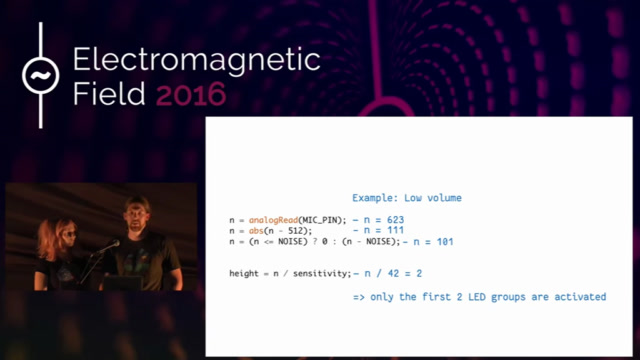 Electromagnetic
Field 2016
Example: Low volume
n = analogRead(MIC_PIN); – n = 623
n = abs(n - 512); – n = 111
n = (n <= NOISE) ? 0 : (n - NOISE); – n = 101
height = n / sensitivity; – n / 42 = 2
=> only the first 2 LED groups are activated